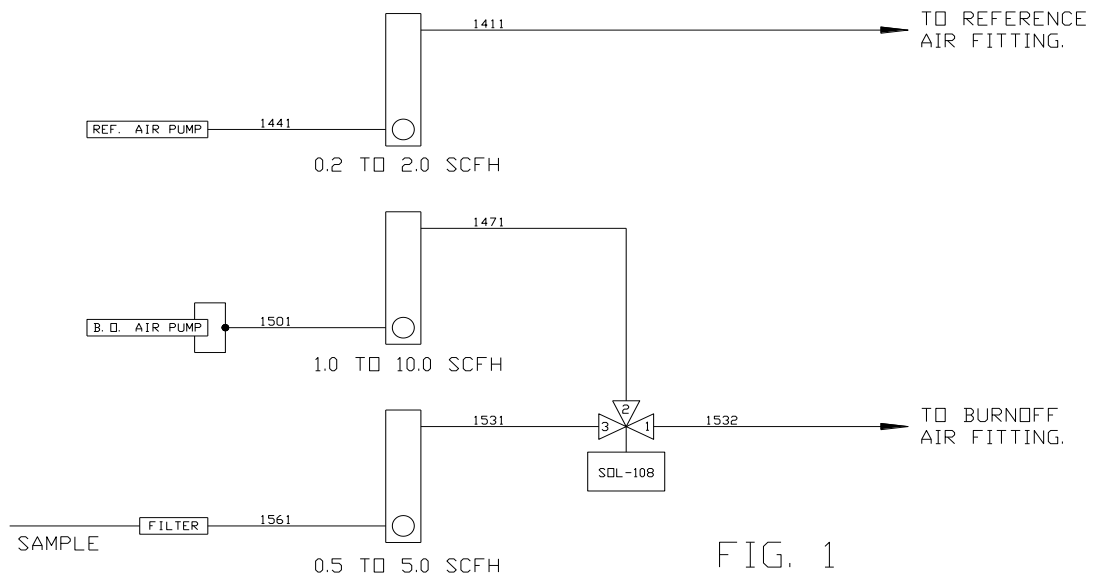 1411
TO REFERENCE
AIR FITTING.
REF. AIR PUMP
1441
0.2 TO 2.0 SCFH
1471
B.O. AIR PUMP
1501
1.0 TO 10.0 SCFH
2
1531
3
1
1532
TO BURNOFF
AIR FITTING.
SOL-108
SAMPLE
FILTER
1561
0.5 TO 5.0 SCFH
FIG. 1